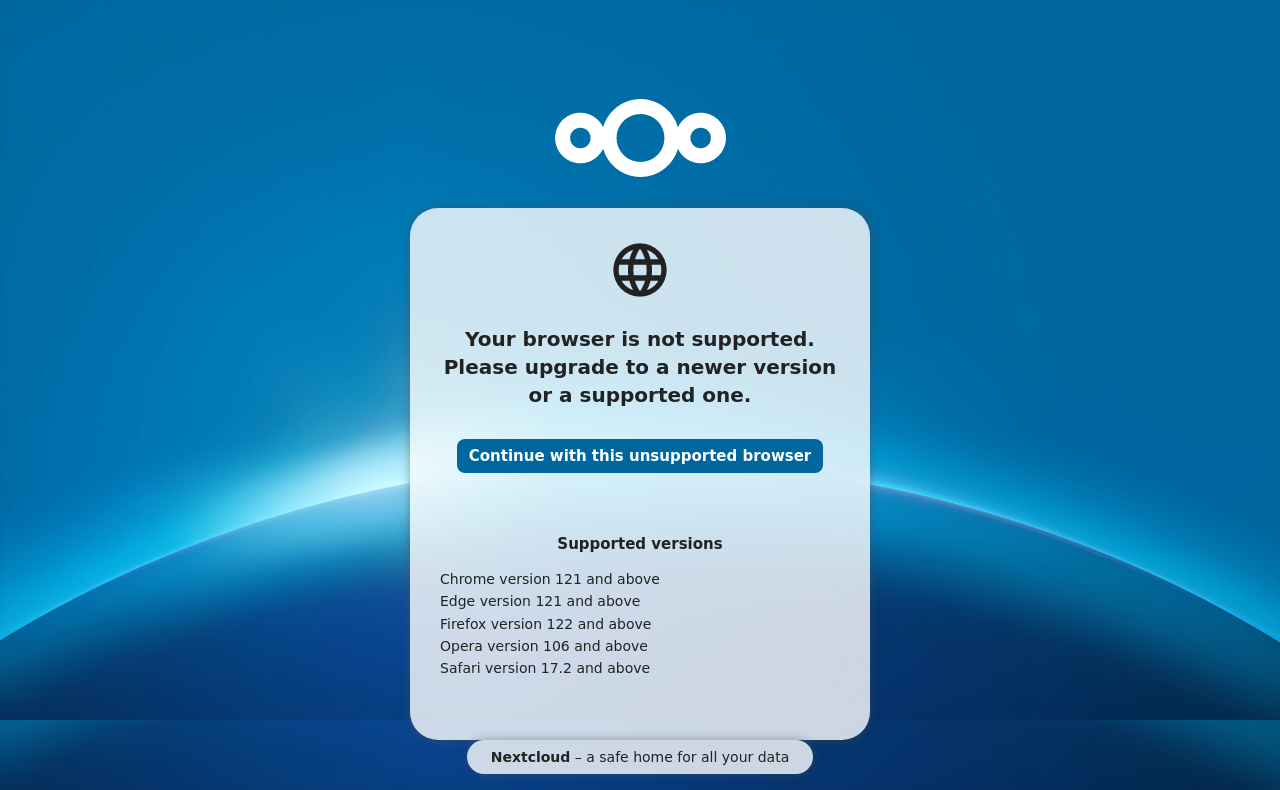 Your browser is not supported.
Please upgrade to a newer version
or a supported one.
Continue with this unsupported browser
Supported versions
Chrome version 121 and above
Edge version 121 and above
Firefox version 122 and above
Opera version 106 and above
Safari version 17.2 and above
Nextcloud – a safe home for all your data